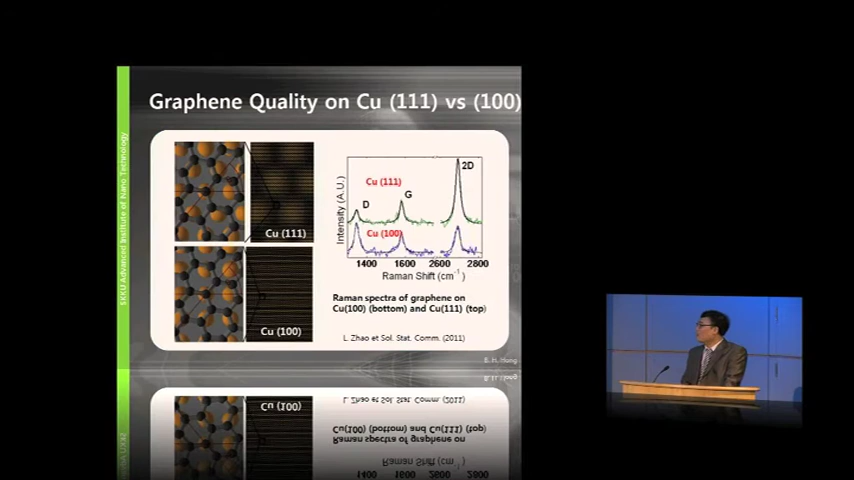 Graphene Quality on Cu (111) vs (100)
SKKU Advanced Institute of Nano Technology
Cu (111)
Cu (100)
Intensity (A.U.)
Cu (111)
Cu (100)
D
G
2D
1400 1600 2600 2800
Raman Shift (cm⁻¹)
Raman spectra of graphene on
Cu(100) (bottom) and Cu(111) (top)
L. Zhao et Sol. Stat. Comm. (2011)
B. H. Hong